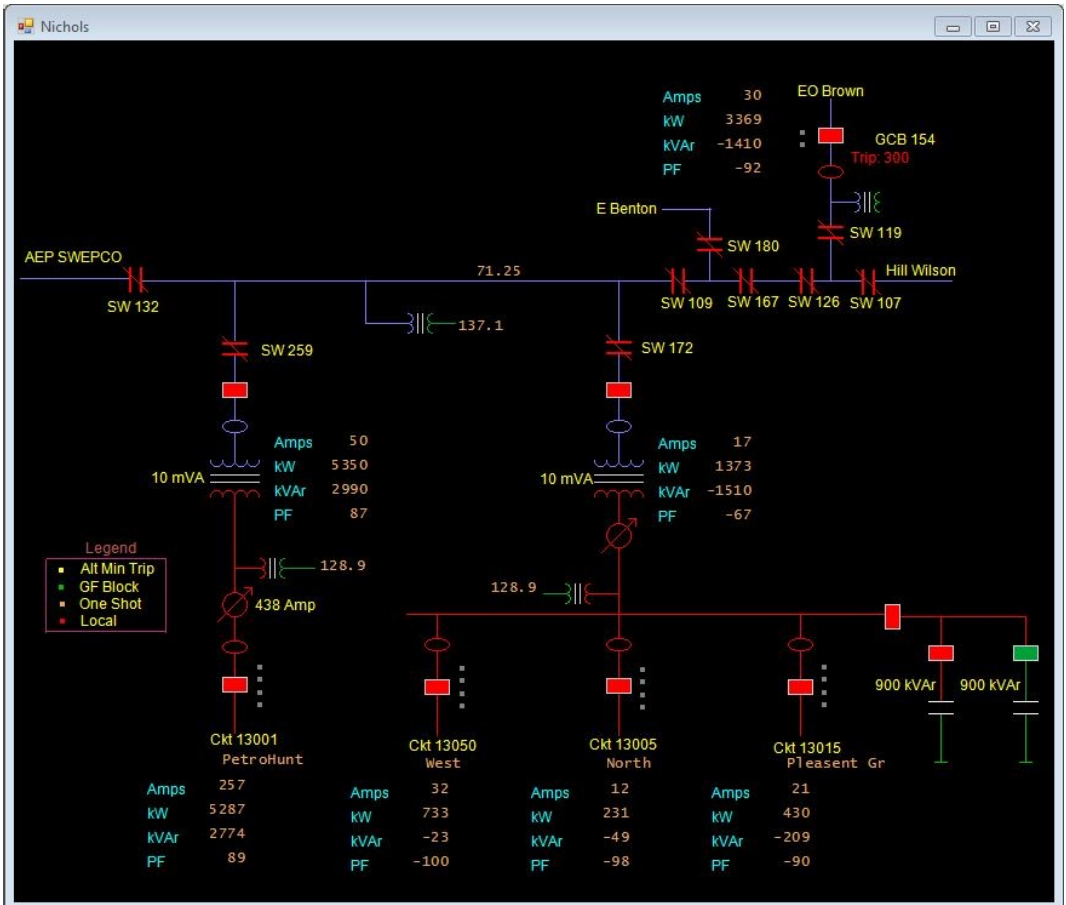 Nichols
EO Brown
Amps 30
kW 3369
kVAr -1410
PF -92
GCB 154
Trip: 300
E Benton
SW 119
SW 180
AEP SWEPCO
71.25
Hill Wilson
SW 132
SW 109
SW 167
SW 126
SW 107
137.1
SW 259
SW 172
Amps 50
kW 5350
10 mVA
kVAr 2990
PF 87
Amps 17
kW 1373
10 mVA
kVAr -1510
PF -67
Legend
Alt Min Trip
GF Block
One Shot
Local
128.9
438 Amp
128.9
900 kVAr
900 kVAr
Ckt 13001
PetroHunt
Ckt 13050
West
Ckt 13005
North
Ckt 13015
Pleasent Gr
Amps 257
kW 5287
kVAr 2774
PF 89
Amps 32
kW 733
kVAr -23
PF -100
Amps 12
kW 231
kVAr -49
PF -98
Amps 21
kW 430
kVAr -209
PF -90